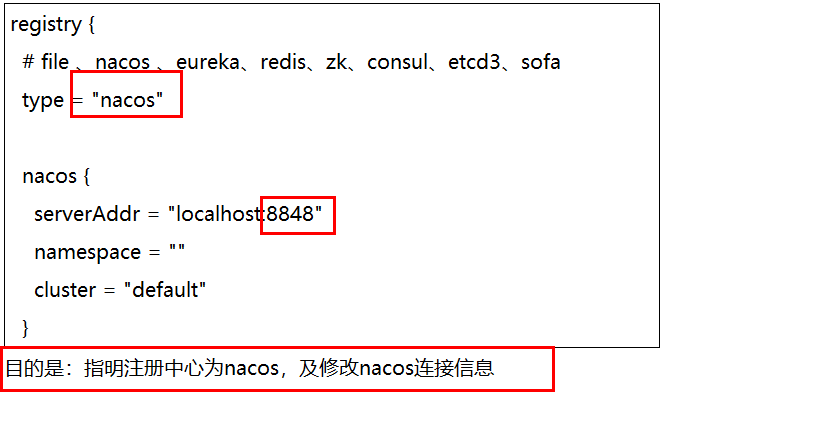 registry {
# file 、nacos 、eureka、redis、zk、consul、etcd3、sofa
type = "nacos"
nacos {
serverAddr = "localhost:8848"
namespace = ""
cluster = "default"
}
目的是：指明注册中心为nacos，及修改nacos连接信息